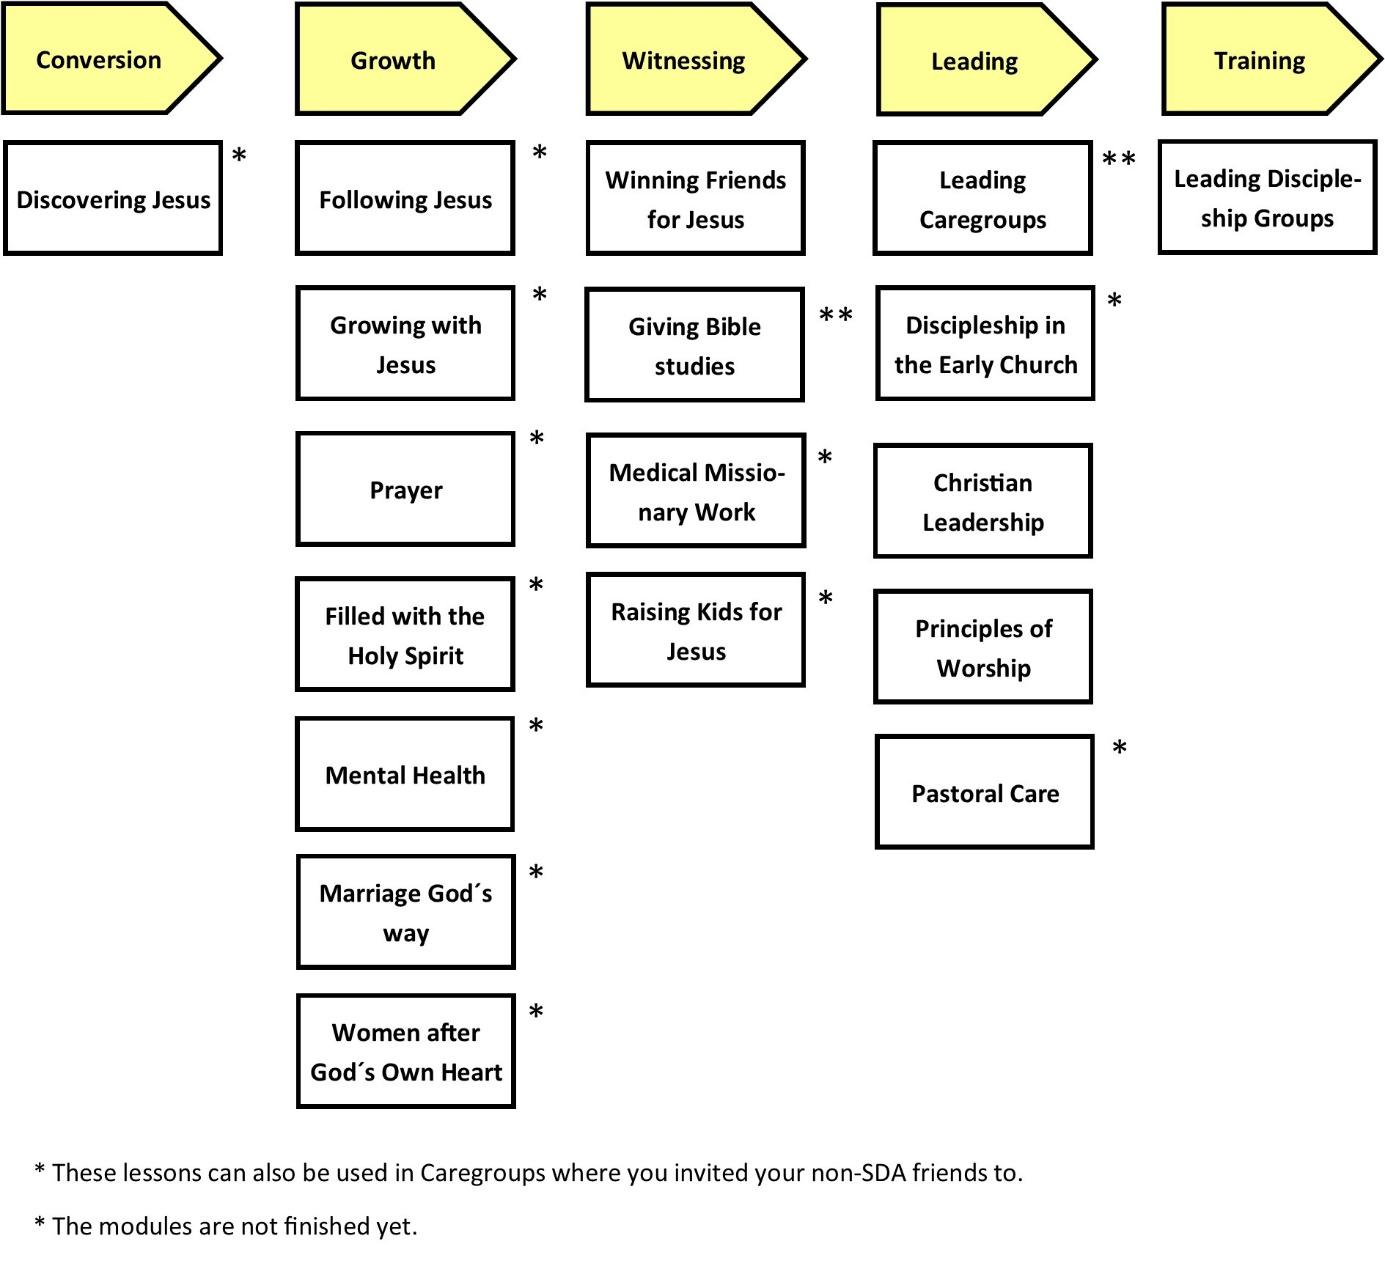 Conversion
Growth
Witnessing
Leading
Training
Discovering Jesus
*
Following Jesus
*
Winning Friends
for Jesus
Leading
Caregroups
**
Leading Disciple-
ship Groups
Growing with
Jesus
*
Giving Bible
studies
**
Discipleship in
the Early Church
*
Prayer
*
Medical Missio-
nary Work
*
Christian
Leadership
Filled with the
Holy Spirit
*
Raising Kids for
Jesus
*
Principles of
Worship
Mental Health
*
Pastoral Care
*
Marriage God´s
way
*
Women after
God´s Own Heart
*
* These lessons can also be used in Caregroups where you invited your non-SDA friends to.
* The modules are not finished yet.